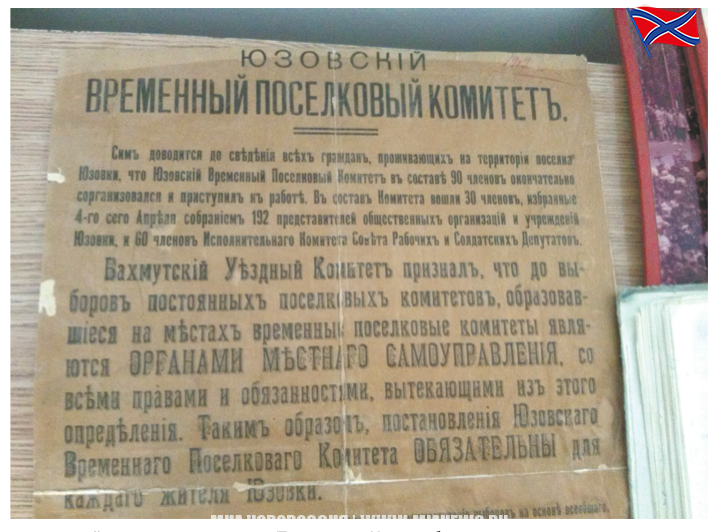 ЮЗОВСКІЙ
ВРЕМЕННЫЙ ПОСЕЛКОВЫЙ КОМИТЕТЪ.
Симъ доводится до свѣдѣнія всѣхъ гражданъ, проживающихъ на территоріи поселка
Юзовки, что Юзовскій Временный Поселковый Комитетъ въ составѣ 90 членовъ окончательно
сорганизовался и приступилъ къ работѣ. Въ составъ Комитета вошли 30 членовъ, избранные
4-го сего Апрѣля собраніемъ 192 представителей общественныхъ организацій и учрежденій
Юзовки, и 60 членовъ Исполнительнаго Комитета Совѣта Рабочихъ и Солдатскихъ Депутатовъ.
Бахмутскій Уѣздный Комитетъ призналъ, что до вы-
боровъ постоянныхъ поселковыхъ комитетовъ, образовав-
шіеся на мѣстахъ временные поселковые комитеты явля-
ются ОРГАНАМИ МѢСТНАГО САМОУПРАВЛЕНІЯ, со
всѣми правами и обязанностями, вытекающими изъ этого
опредѣленія. Такимъ образомъ, постановленія Юзовскаго
Временнаго Поселковаго Комитета ОБЯЗАТЕЛЬНЫ для
каждаго жителя Юзовки.
выборовъ на основѣ всеобщаго,